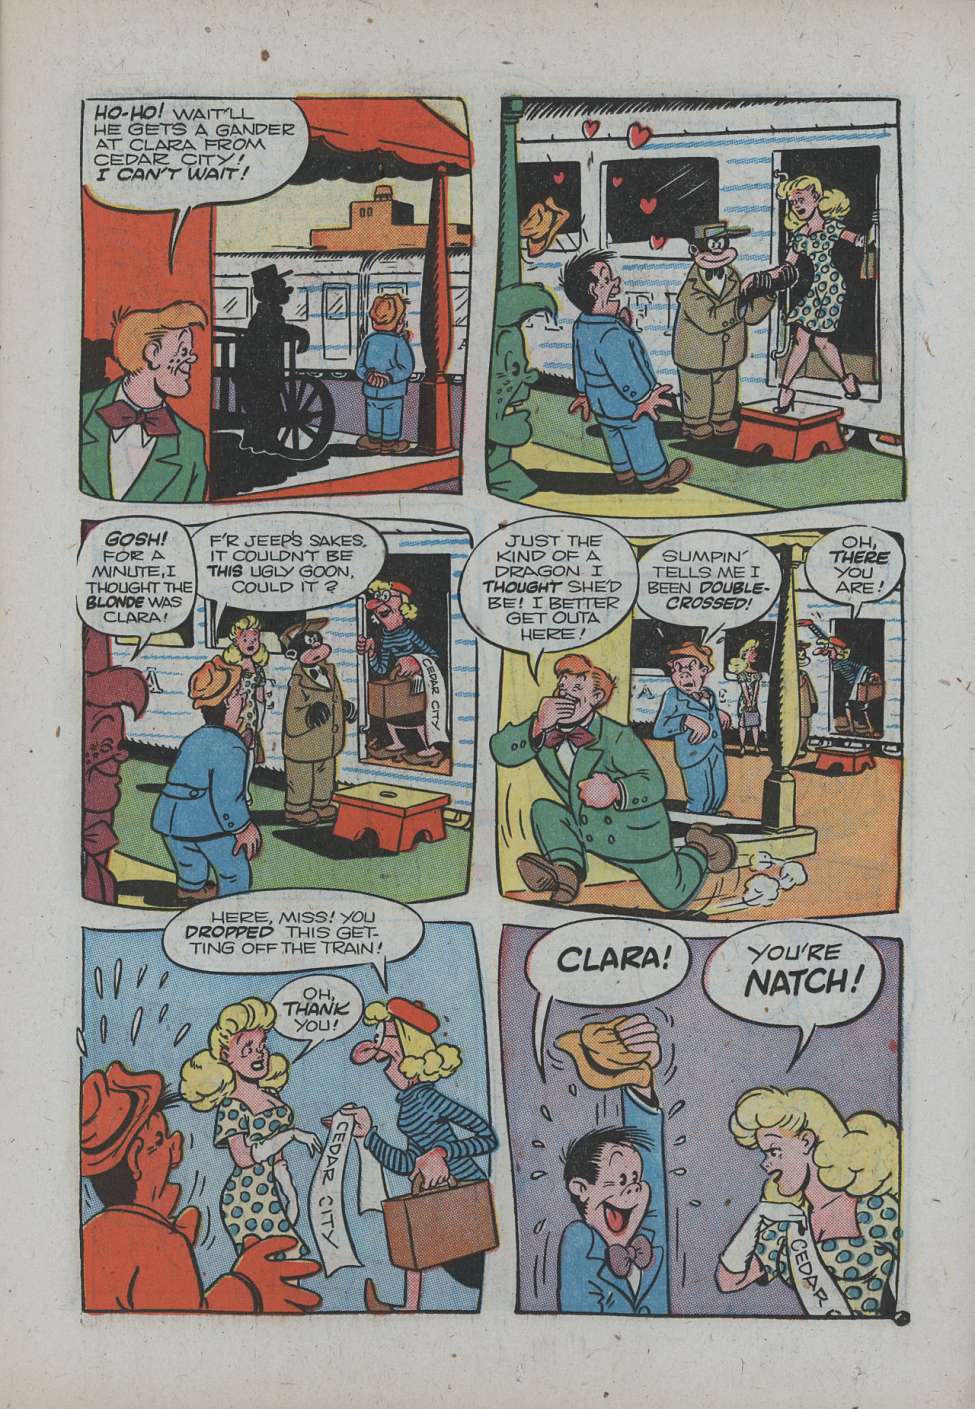 HO-HO! WAIT'LL
HE GETS A GANDER
AT CLARA FROM
CEDAR CITY!
I CAN'T WAIT!
GOSH!
FOR A
MINUTE, I
THOUGHT THE
BLONDE WAS
CLARA!
F'R JEEP'S SAKES,
IT COULDN'T BE
THIS UGLY GOON,
COULD IT?
CEDAR CITY
JUST THE
KIND OF A
DRAGON I
THOUGHT SHE'D
BE! I BETTER
GET OUTA
HERE!
SUMPIN'
TELLS ME I
BEEN DOUBLE-
CROSSED!
OH,
THERE
YOU
ARE!
HERE, MISS! YOU
DROPPED THIS GET-
TING OFF THE TRAIN!
OH,
THANK
YOU!
CEDAR CITY
CLARA!
YOU'RE
NATCH!
CEDAR